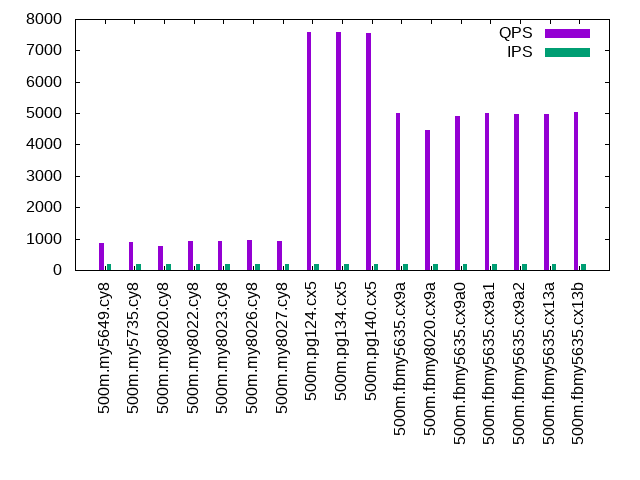 8000
7000
6000
5000
4000
3000
2000
1000
0
QPS
IPS
500m.my5649.cy8
500m.my5735.cy8
500m.my8020.cy8
500m.my8022.cy8
500m.my8023.cy8
500m.my8026.cy8
500m.my8027.cy8
500m.pg124.cx5
500m.pg134.cx5
500m.pg140.cx5
500m.fbmy5635.cx9a
500m.fbmy8020.cx9a
500m.fbmy5635.cx9a0
500m.fbmy5635.cx9a1
500m.fbmy5635.cx9a2
500m.fbmy5635.cx13a
500m.fbmy5635.cx13b